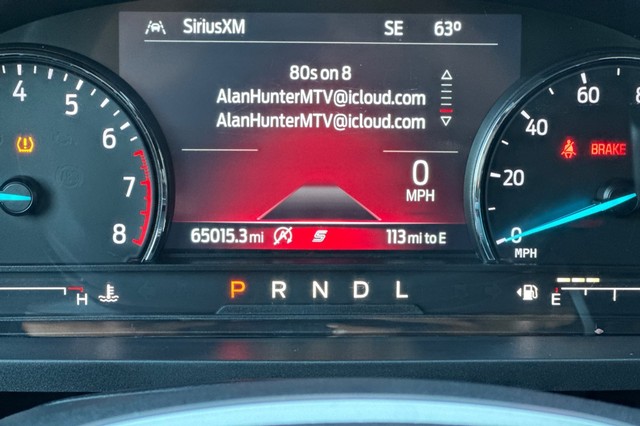 SiriusXM SE 63°
80s on 8
AlanHunterMTV@icloud.com
AlanHunterMTV@icloud.com
4 5 6 7 8
0
MPH
65015.3 mi S 113 mi to E
0 20 40 60 8
BRAKE
MPH
H P R N D L E